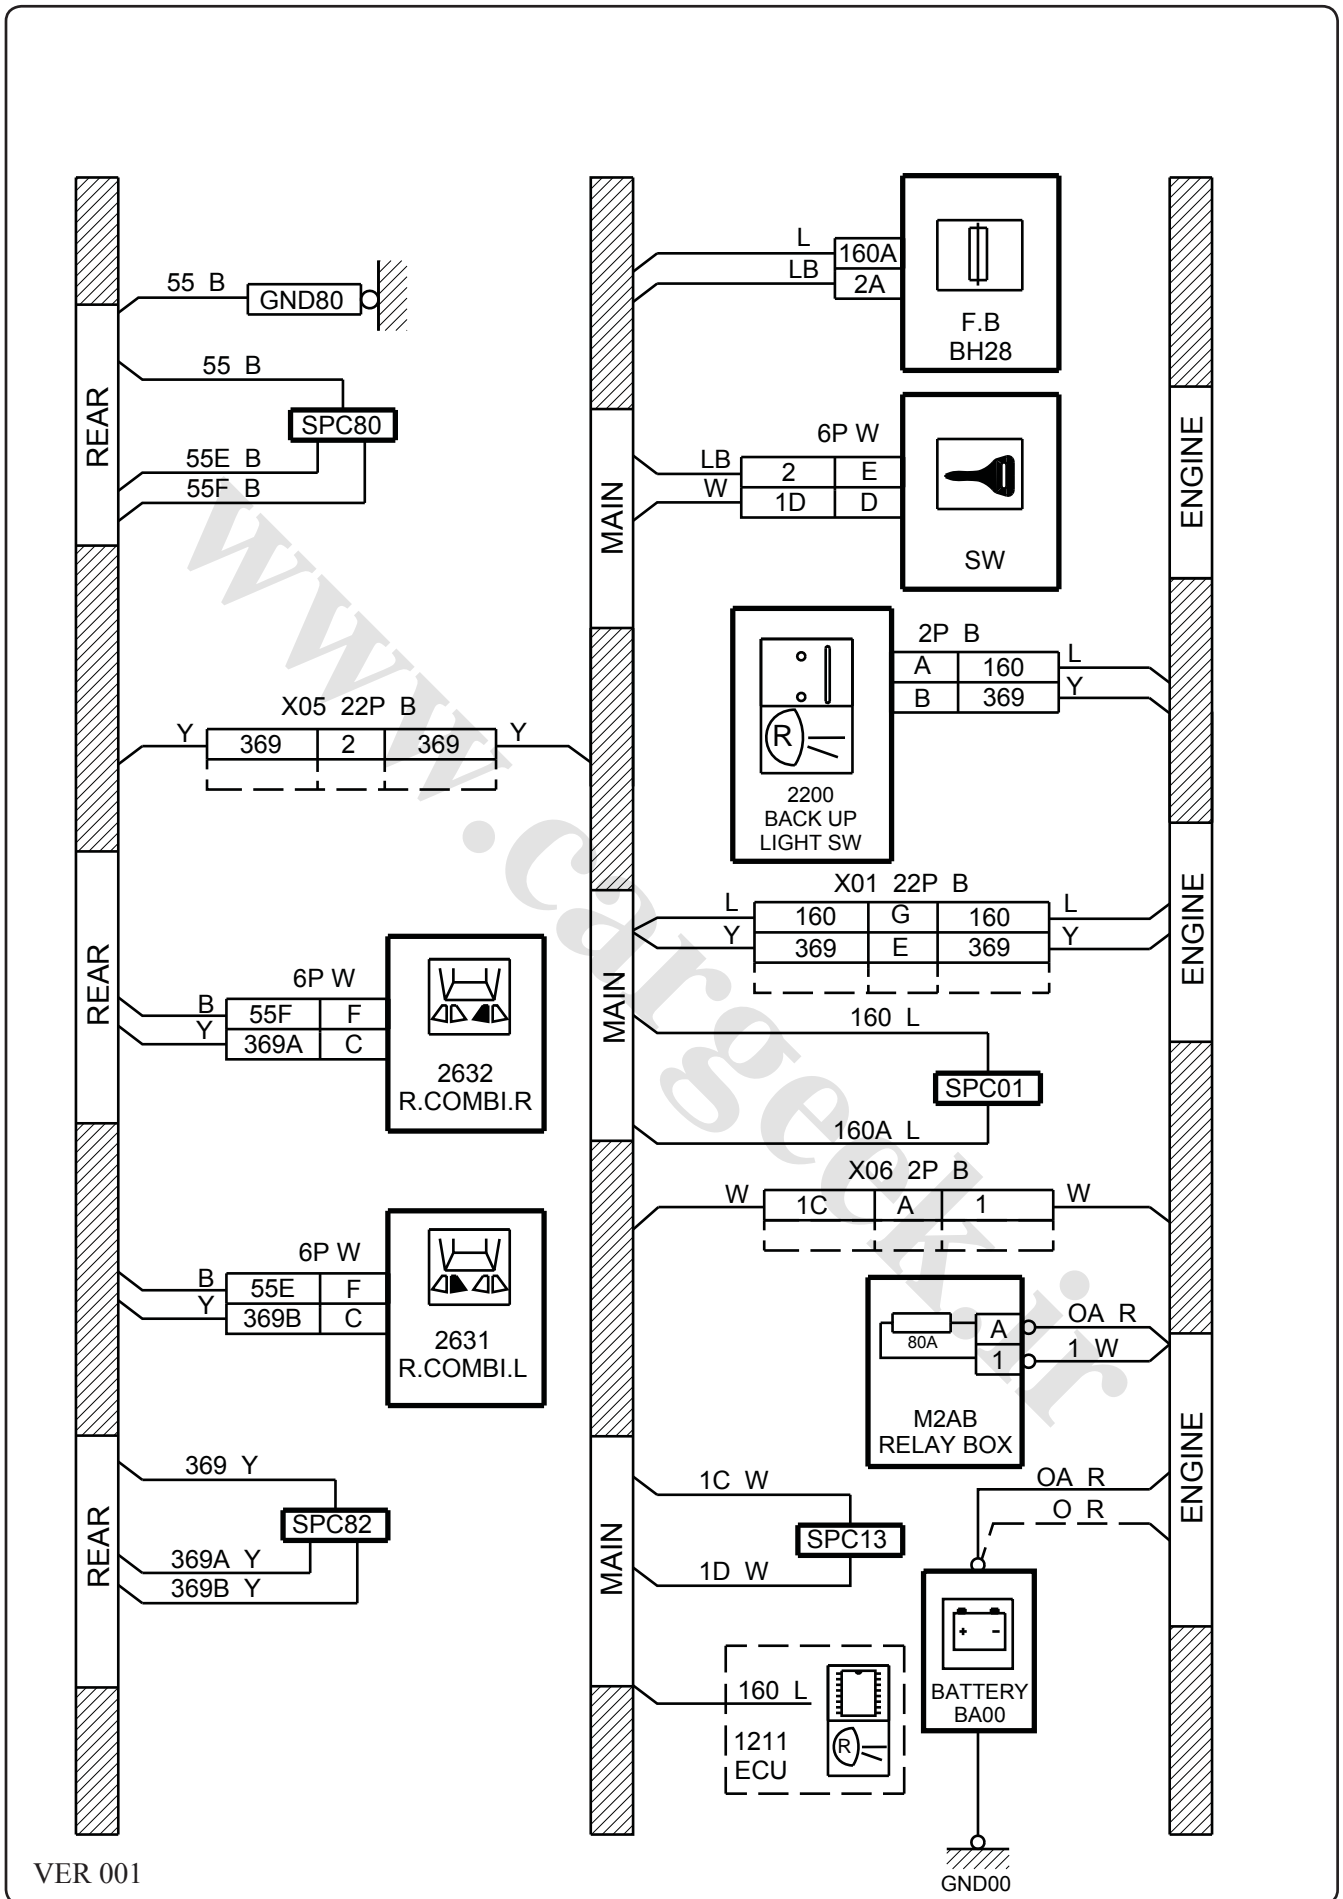 55 B
GND80
REAR
55 B
SPC80
55E B
55F B
X05 22P B
Y 369 2 369 Y
REAR
6P W
B 55F F
Y 369A C
2632
R.COMBI.R
6P W
B 55E F
Y 369B C
2631
R.COMBI.L
REAR
369 Y
SPC82
369A Y
369B Y
MAIN
L 160A
LB 2A
F.B
BH28
6P W
LB 2 E
W 1D D
SW
ENGINE
2P B
A 160 L
B 369 Y
R
2200
BACK UP
LIGHT SW
MAIN
X01 22P B
L 160 G 160 L
Y 369 E 369 Y
ENGINE
160 L
SPC01
160A L
X06 2P B
W 1C A 1 W
80A
A OA R
1 1 W
M2AB
RELAY BOX
MAIN
1C W
SPC13
1D W
ENGINE
OA R
O R
+ -
BATTERY
BA00
160 L
1211
ECU
R
GND00
VER 001
www.cargeek.ir